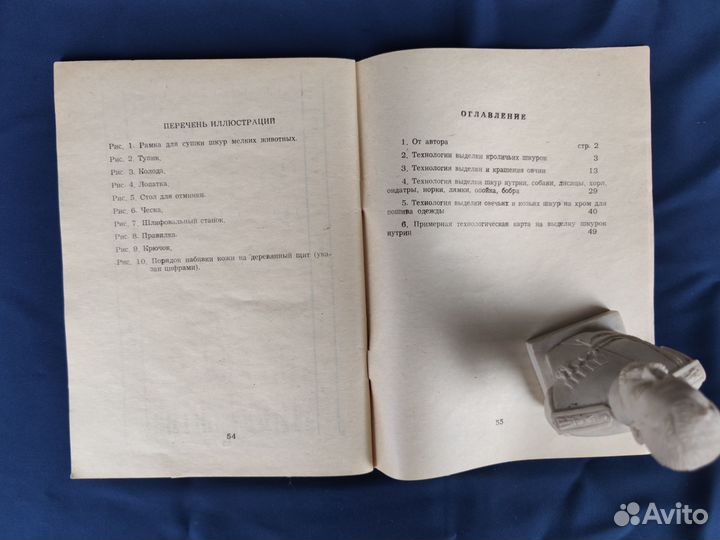 ПЕРЕЧЕНЬ ИЛЛЮСТРАЦИЙ
Рис. 1. Рамка для сушки шкур мелких животных.
Рис. 2. Тупик,
Рис. 3. Колода,
Рис. 4. Лопатка,
Рис. 5. Стол для отминки.
Рис. 6. Ческа,
Рис. 7. Шлифовальный станок,
Рис. 8. Правилка.
Рис. 9. Крючок,
Рис. 10. Порядок набивки кожи на деревянный щит (ука-
зан цифрами).
54
ОГЛАВЛЕНИЕ
1. От автора стр. 2
2. Технологии выделки кроличьих шкурок 3
3. Технология выделки и крашения овчин 13
4. Технология выделки шкур нутрии, собаки, лисицы, хоря,
ондатры, норки, ламки, опойка, бобра 29
5. Технология выделки овечьих и козьих шкур на хром для
пошива одежды 40
6. Примерная технологическая карта на выделку шкурок
нутрии 49
55
Avito